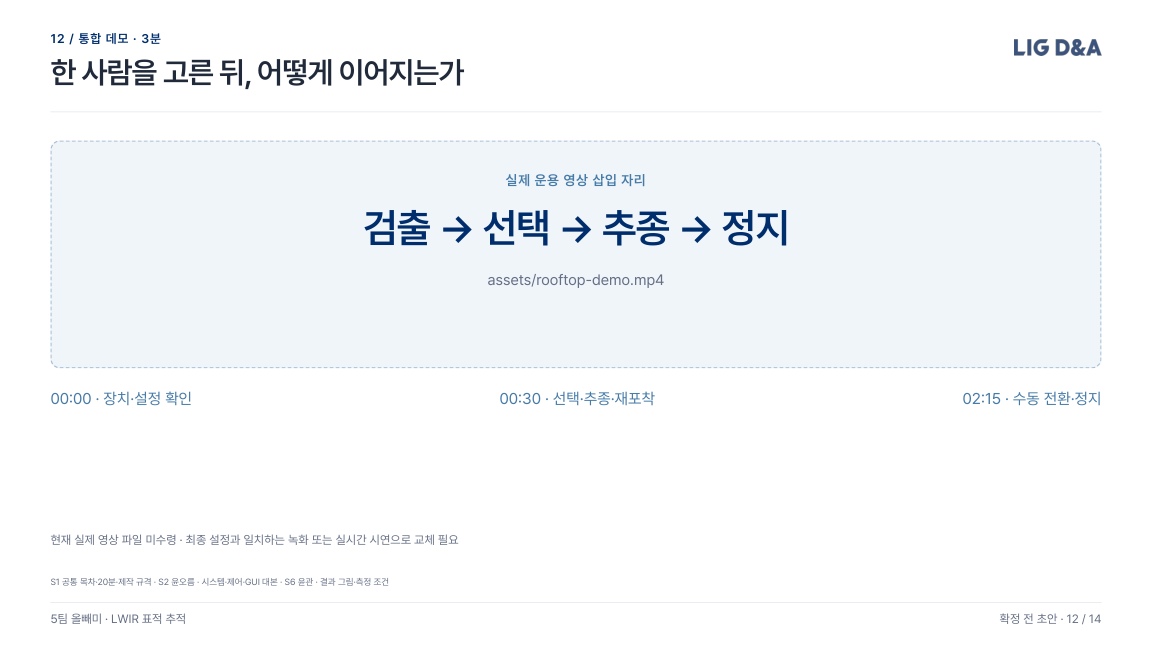 12 / 통합 데모 · 3분
LIG D&A
한 사람을 고른 뒤, 어떻게 이어지는가
실제 운용 영상 삽입 자리
검출 → 선택 → 추종 → 정지
assets/rooftop-demo.mp4
00:00 · 장치·설정 확인
00:30 · 선택·추종·재포착
02:15 · 수동 전환·정지
현재 실제 영상 파일 미수령 · 최종 설정과 일치하는 녹화 또는 실시간 시연으로 교체 필요
S1 공통 목차·20분·제작 규격 · S2 윤오름 · 시스템·제어·GUI 대본 · S6 윤관 · 결과 그림·측정 조건
5팀 올빼미 · LWIR 표적 추적
확정 전 초안 · 12 / 14